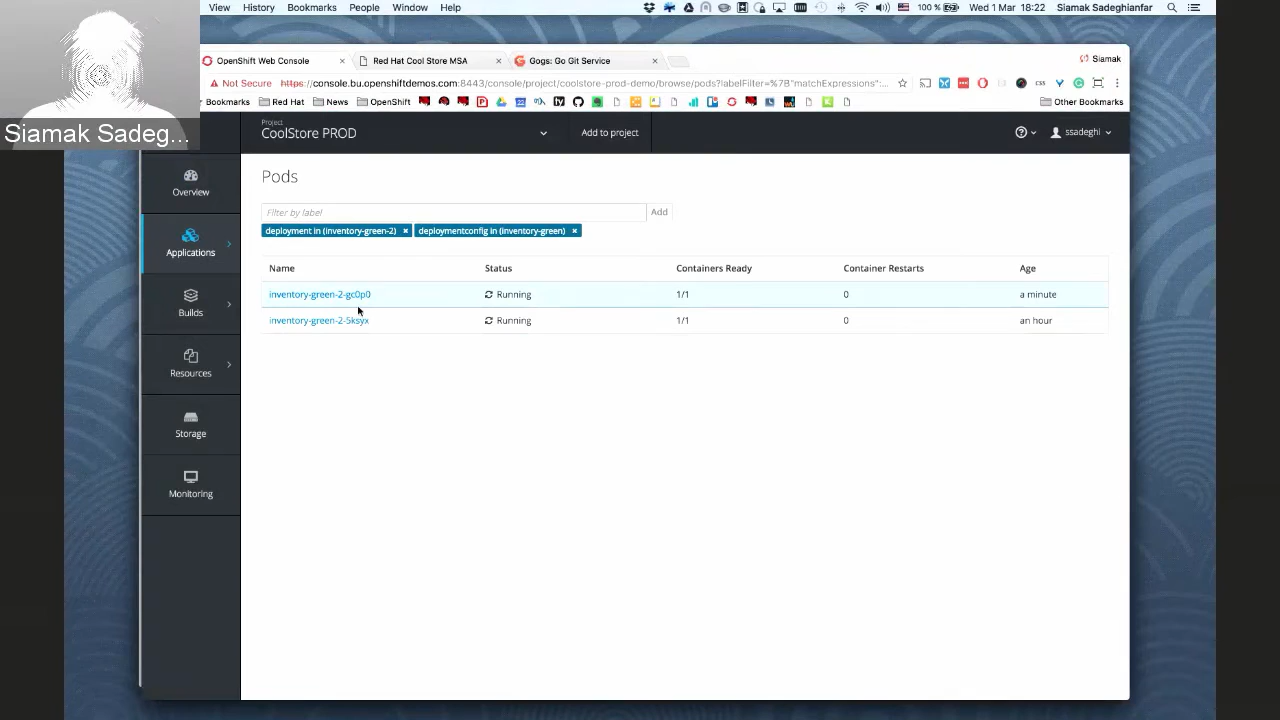 View History Bookmarks People Window Help 100% Wed 1 Mar 18:22 Siamak Sadeghianfar
OpenShift Web Console × Red Hat Cool Store MSA × Gogs: Go Git Service × Siamak
Not Secure https://console.bu.openshiftdemos.com:8443/console/project/coolstore-prod-demo/browse/pods?labelFilter=%7B"matchExpressions":...
Bookmarks Red Hat News OpenShift Other Bookmarks
Siamak Sadeg...
Project
CoolStore PROD Add to project ssadeghi
Overview
Applications
Builds
Resources
Storage
Monitoring
Pods
Filter by label Add
deployment in (inventory-green-2) × deploymentconfig in (inventory-green) ×
Name Status Containers Ready Container Restarts Age
inventory-green-2-gc0p0 Running 1/1 0 a minute
inventory-green-2-5ksyx Running 1/1 0 an hour